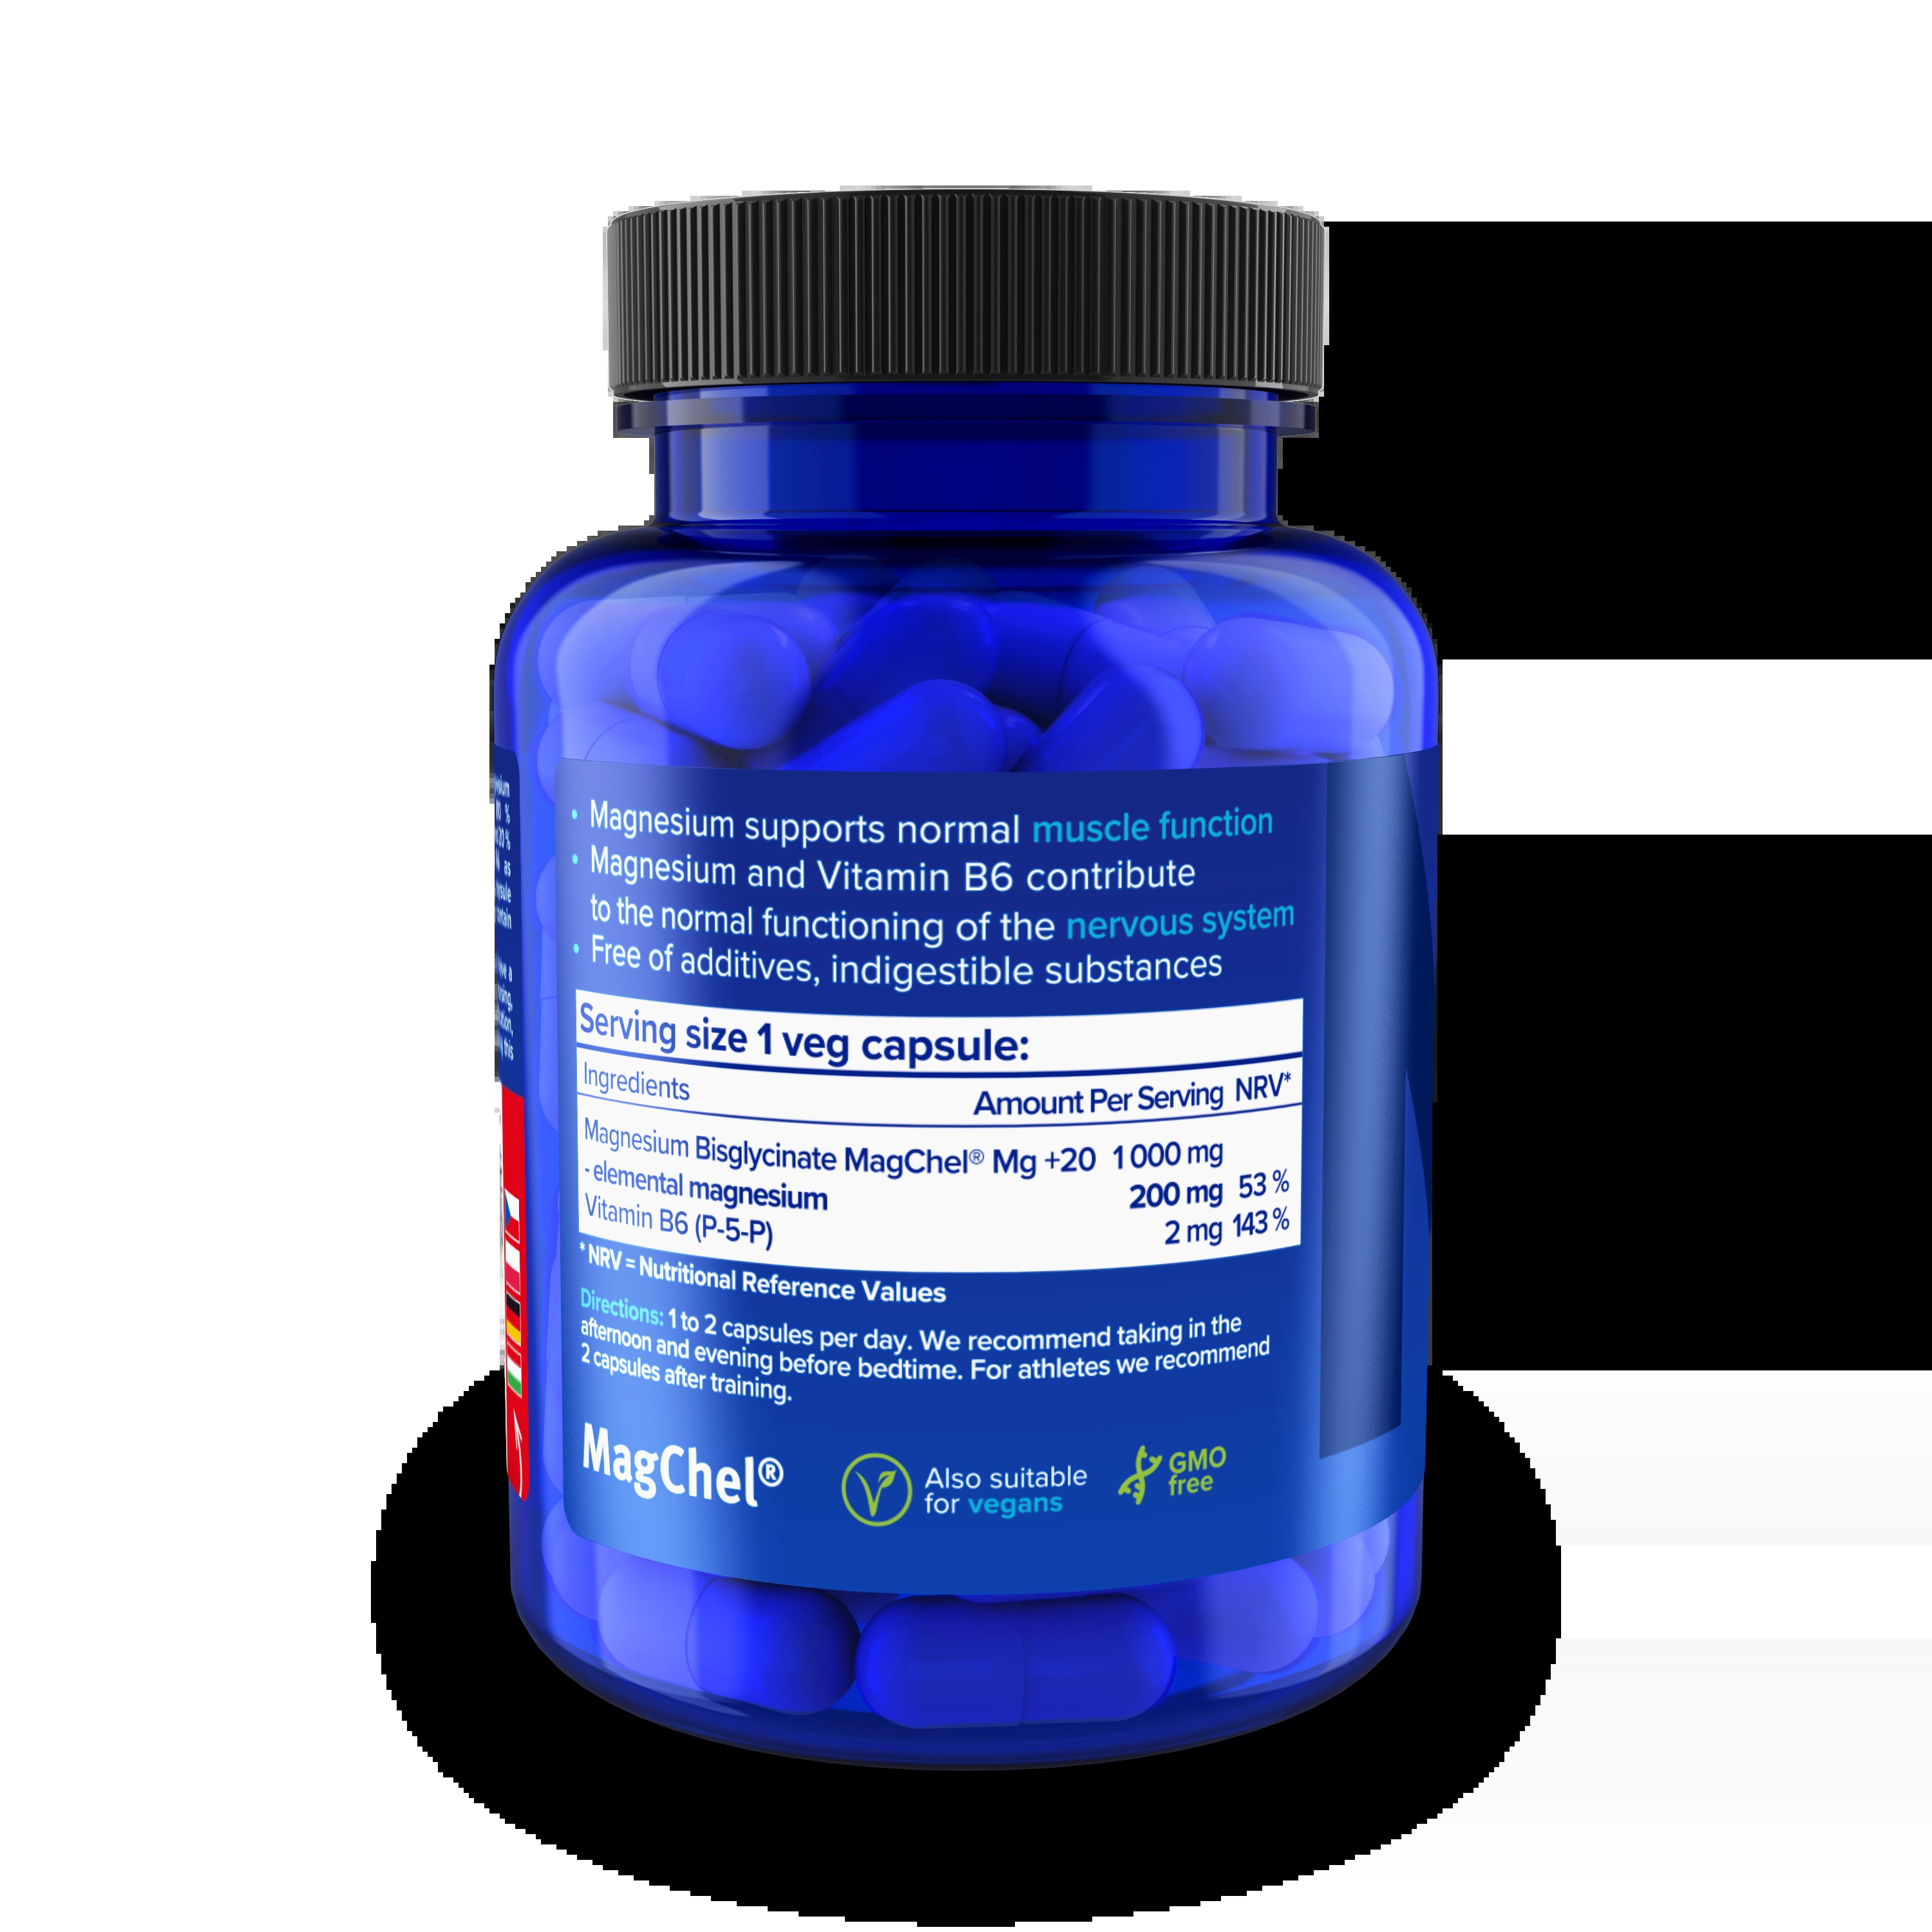 • Magnesium supports normal muscle function
• Magnesium and Vitamin B6 contribute
to the normal functioning of the nervous system
• Free of additives, indigestible substances
Serving size 1 veg capsule:
Ingredients Amount Per Serving NRV*
Magnesium Bisglycinate MagChel® Mg +20 1 000 mg
- elemental magnesium 200 mg 53 %
Vitamin B6 (P-5-P) 2 mg 143 %
* NRV = Nutritional Reference Values
Directions: 1 to 2 capsules per day. We recommend taking in the
afternoon and evening before bedtime. For athletes we recommend
2 capsules after training.
MagChel®
Also suitable
for vegans
GMO
free